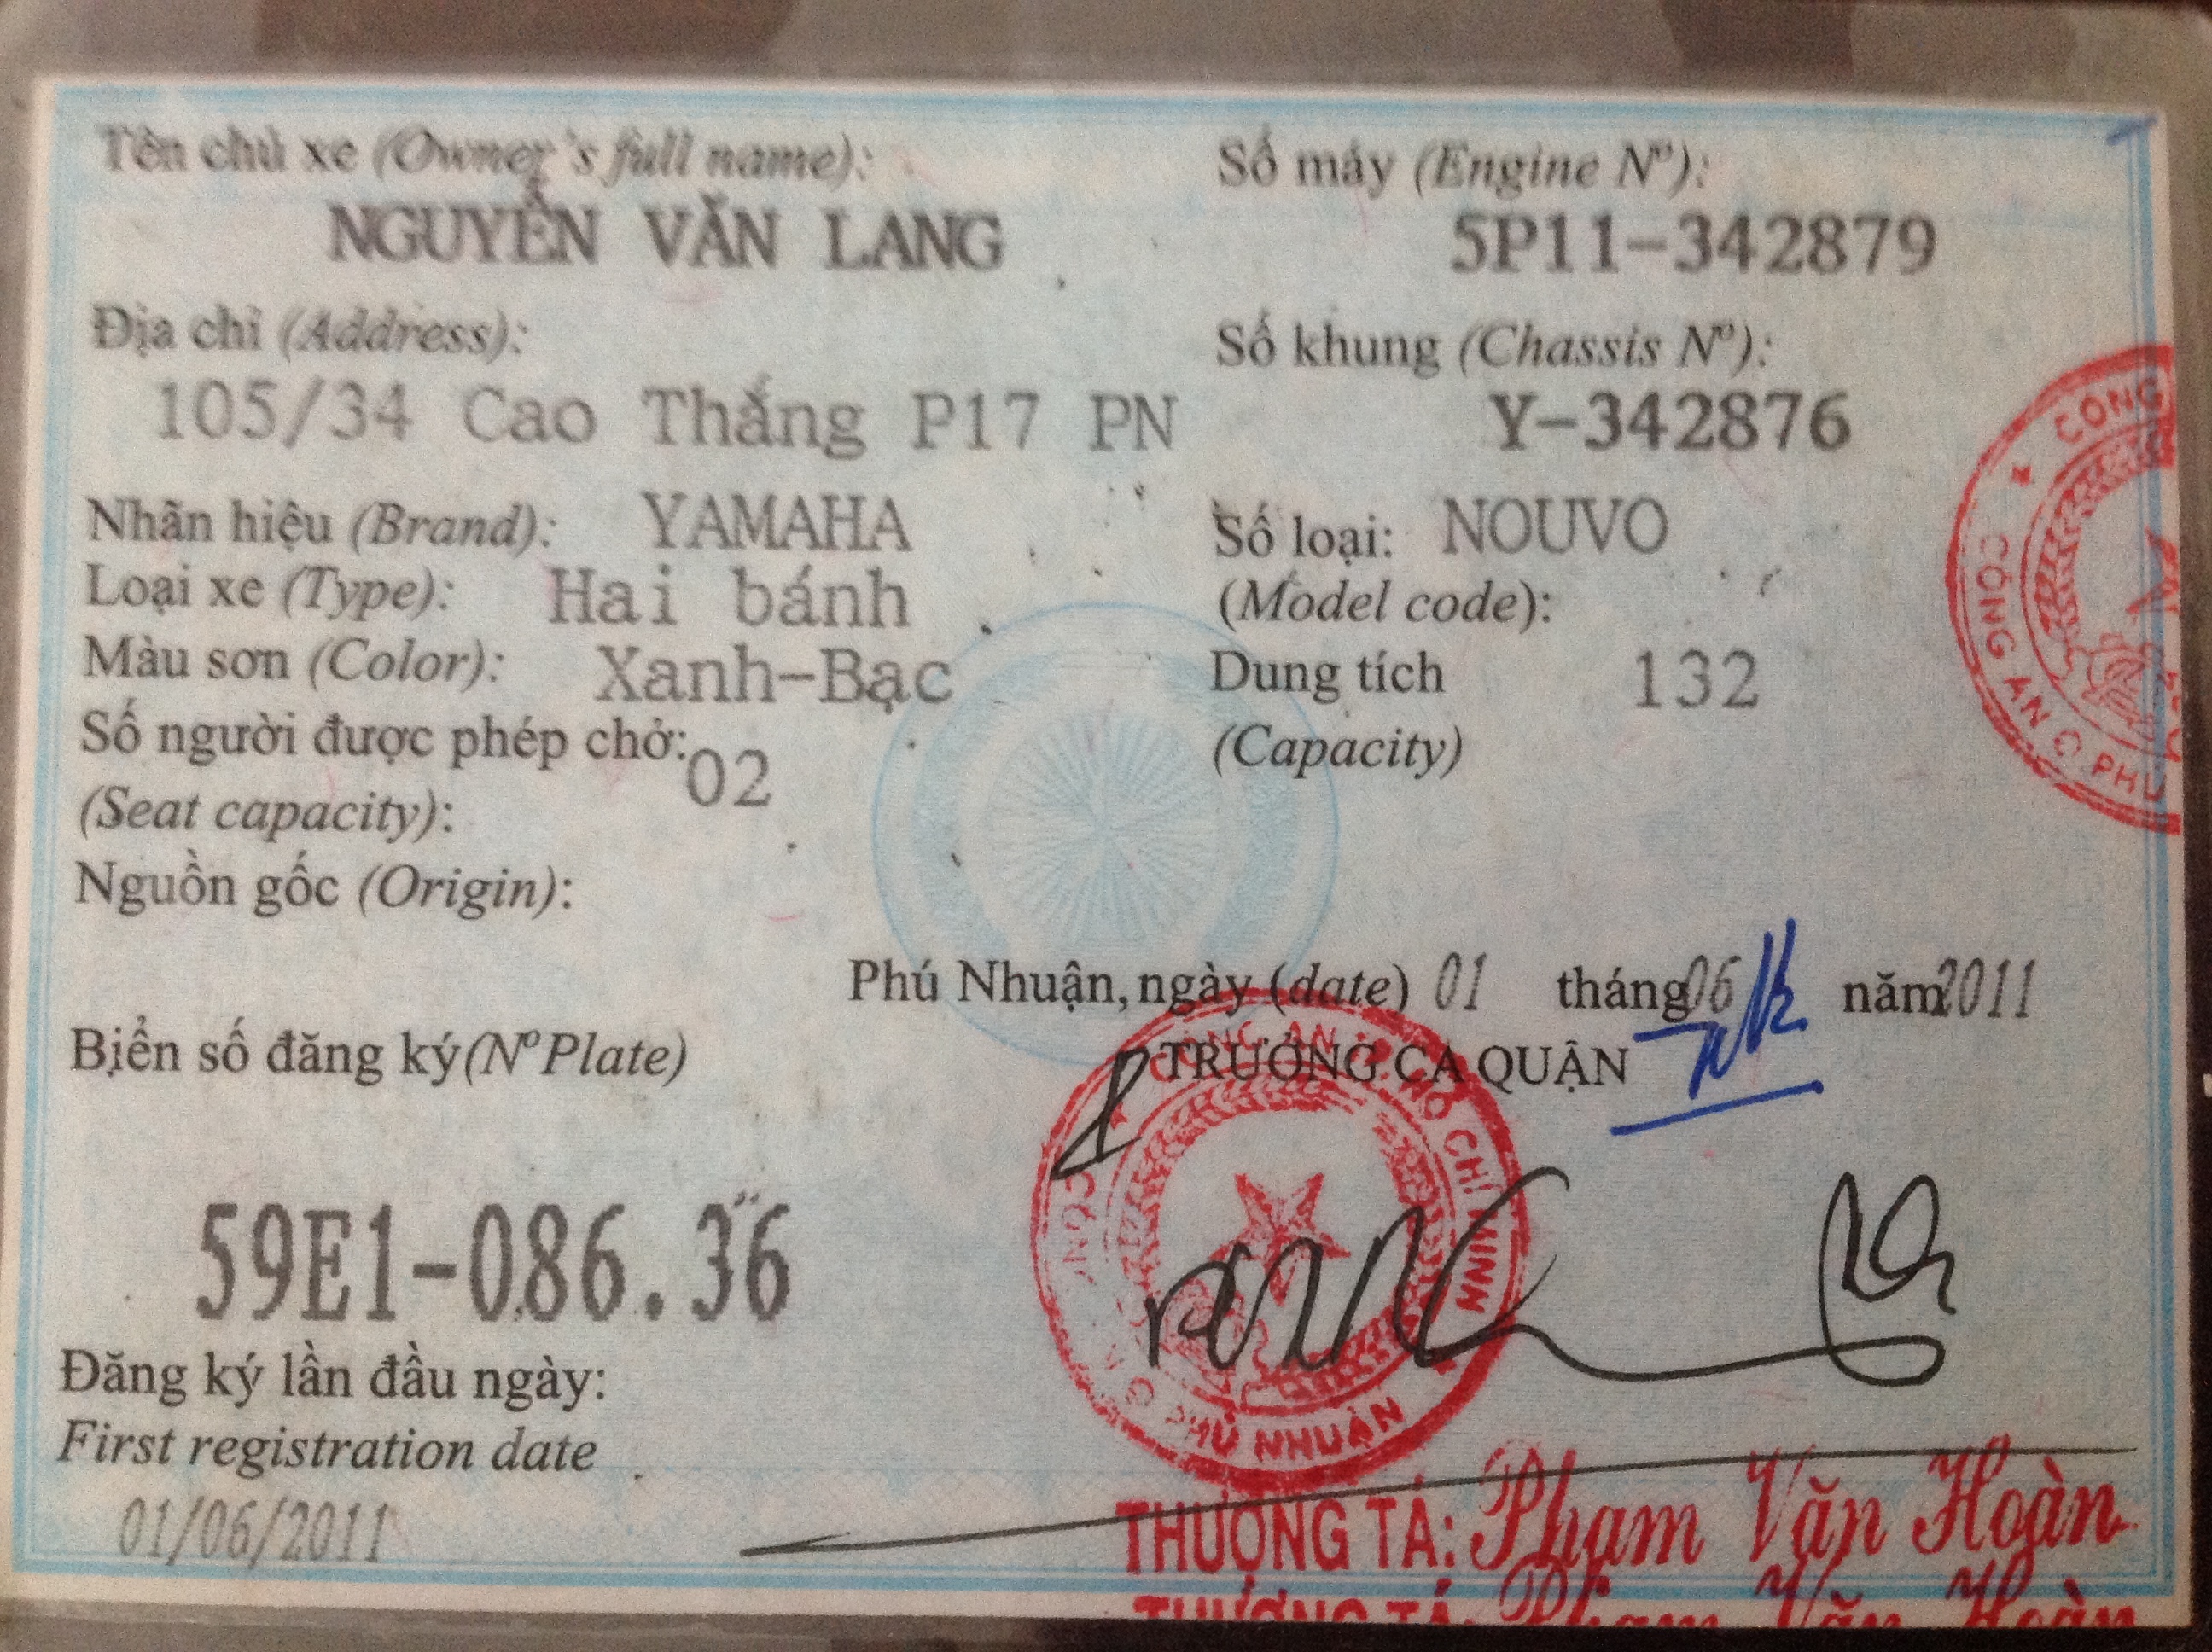 Tên chủ xe (Owner's full name):
NGUYỄN VĂN LANG
Địa chỉ (Address):
105/34 Cao Thắng P17 PN
Nhãn hiệu (Brand): YAMAHA
Loại xe (Type): Hai bánh
Màu sơn (Color): Xanh-Bạc
Số người được phép chở: 02
(Seat capacity):
Nguồn gốc (Origin):
Số máy (Engine Nº):
5P11-342879
Số khung (Chassis Nº):
Y-342876
Số loại: NOUVO
(Model code):
Dung tích 132
(Capacity)
Phú Nhuận, ngày (date) 01 tháng 06 năm 2011
TRƯỞNG CA QUẬN
Biển số đăng ký (Nº Plate)
59E1-086.36
Đăng ký lần đầu ngày:
First registration date
01/06/2011
CÔNG AN TP HỒ CHÍ MINH
CÔNG AN Q PHÚ NHUẬN
THƯỢNG TÁ: Phạm Văn Hoàn
THƯỢNG TÁ: Phạm Văn Hoàn
CÔNG
CÔNG AN Q PHÚ